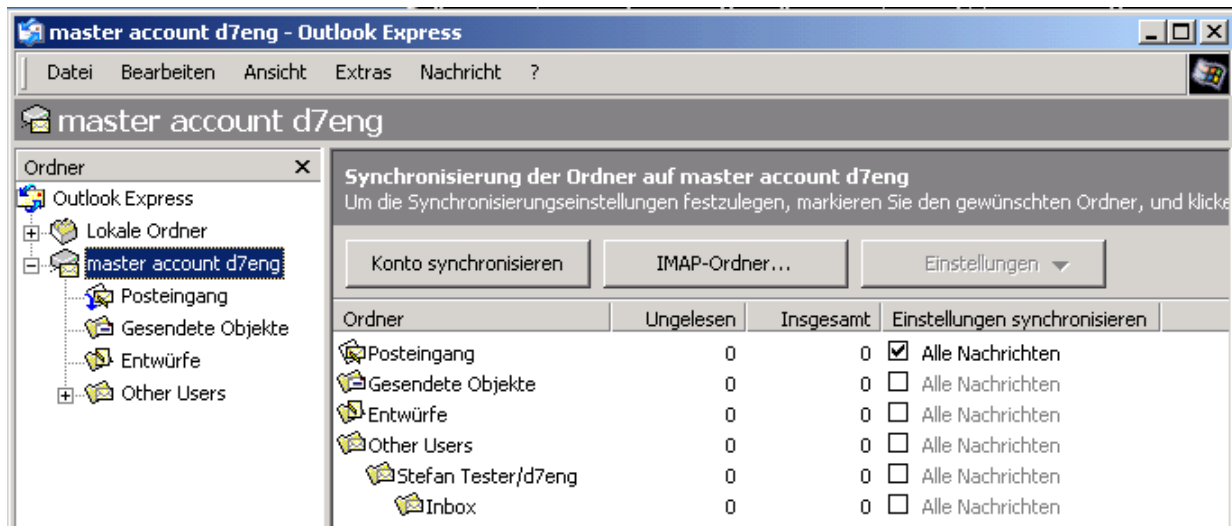 master account d7eng - Outlook Express
Datei Bearbeiten Ansicht Extras Nachricht ?
master account d7eng
Ordner
Outlook Express
Lokale Ordner
master account d7eng
Posteingang
Gesendete Objekte
Entwürfe
Other Users
Synchronisierung der Ordner auf master account d7eng
Um die Synchronisierungseinstellungen festzulegen, markieren Sie den gewünschten Ordner, und klicke
Konto synchronisieren IMAP-Ordner... Einstellungen
Ordner Ungelesen Insgesamt Einstellungen synchronisieren
Posteingang 0 0 Alle Nachrichten
Gesendete Objekte 0 0 Alle Nachrichten
Entwürfe 0 0 Alle Nachrichten
Other Users 0 0 Alle Nachrichten
Stefan Tester/d7eng 0 0 Alle Nachrichten
Inbox 0 0 Alle Nachrichten